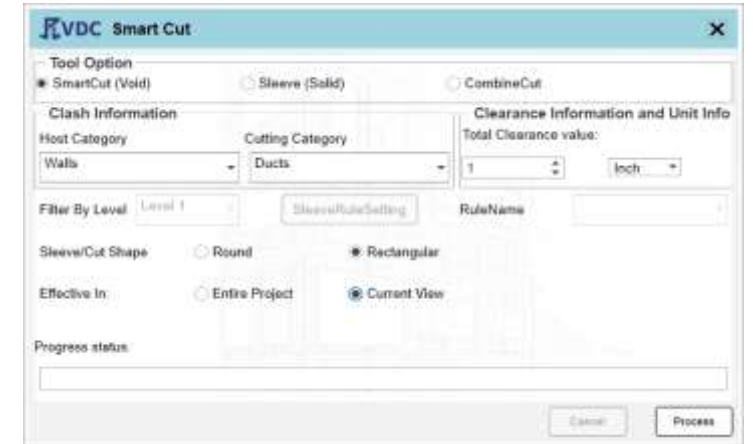 VDC Smart Cut
Tool Option
SmartCut (Void) Sleeve (Solid) CombineCut
Clash Information Clearance Information and Unit Info
Host Category Cutting Category Total Clearance value:
Walls Ducts 1 Inch
Filter By Level Level 1 SleeveRuleSetting RuleName
Sleeve/Cut Shape Round Rectangular
Effective In Entire Project Current View
Progress status
Cancel Process